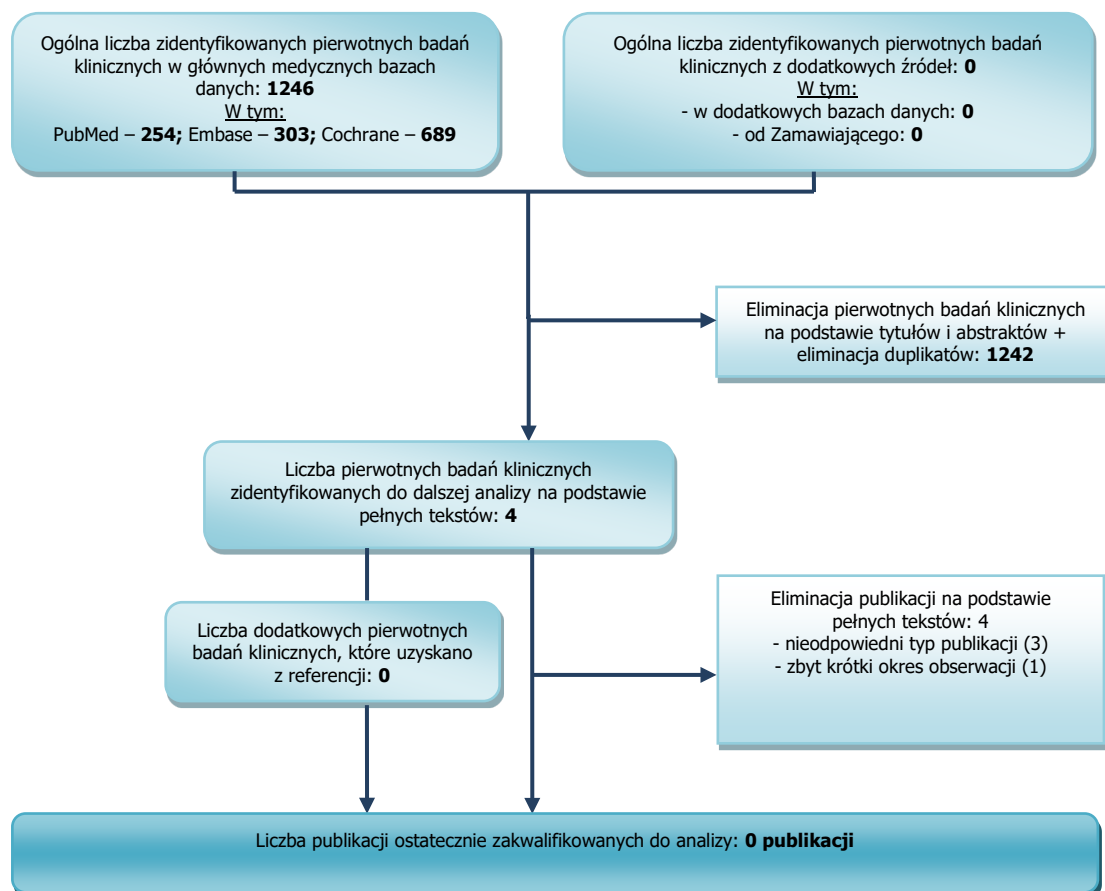 Ogólna liczba zidentyfikowanych pierwotnych badań
klinicznych w głównych medycznych bazach
danych: 1246
W tym:
PubMed – 254; Embase – 303; Cochrane – 689
Ogólna liczba zidentyfikowanych pierwotnych badań
klinicznych z dodatkowych źródeł: 0
W tym:
- w dodatkowych bazach danych: 0
- od Zamawiającego: 0
Eliminacja pierwotnych badań klinicznych
na podstawie tytułów i abstraktów +
eliminacja duplikatów: 1242
Liczba pierwotnych badań klinicznych
zidentyfikowanych do dalszej analizy na podstawie
pełnych tekstów: 4
Liczba dodatkowych pierwotnych
badań klinicznych, które uzyskano
z referencji: 0
Eliminacja publikacji na podstawie
pełnych tekstów: 4
- nieodpowiedni typ publikacji (3)
- zbyt krótki okres obserwacji (1)
Liczba publikacji ostatecznie zakwalifikowanych do analizy: 0 publikacji